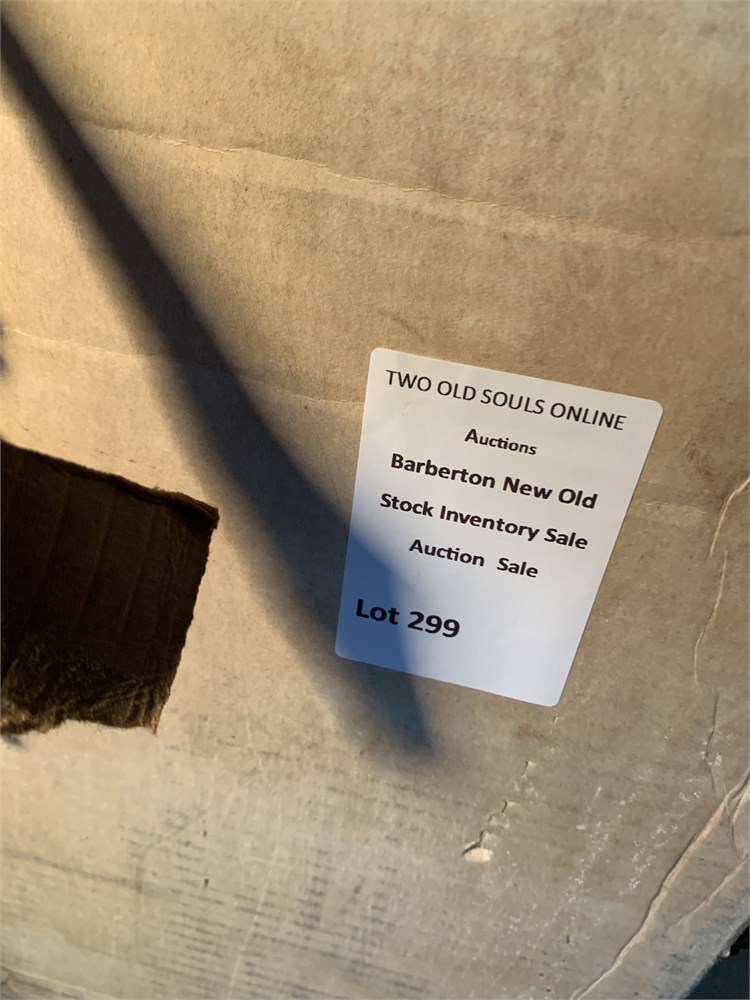 TWO OLD SOULS ONLINE
Auctions
Barberton New Old
Stock Inventory Sale
Auction Sale
Lot 299